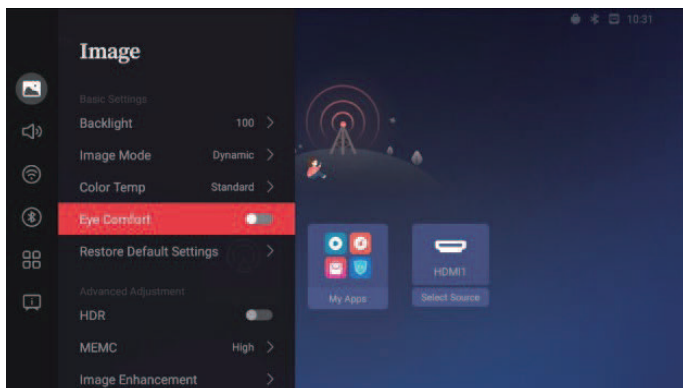 10:31
Image
Basic Settings
Backlight 100
Image Mode Dynamic
Color Temp Standard
Eye Comfort
Restore Default Settings
Advanced Adjustment
HDR
MEMC High
Image Enhancement
HDMI1
My Apps
Select Source